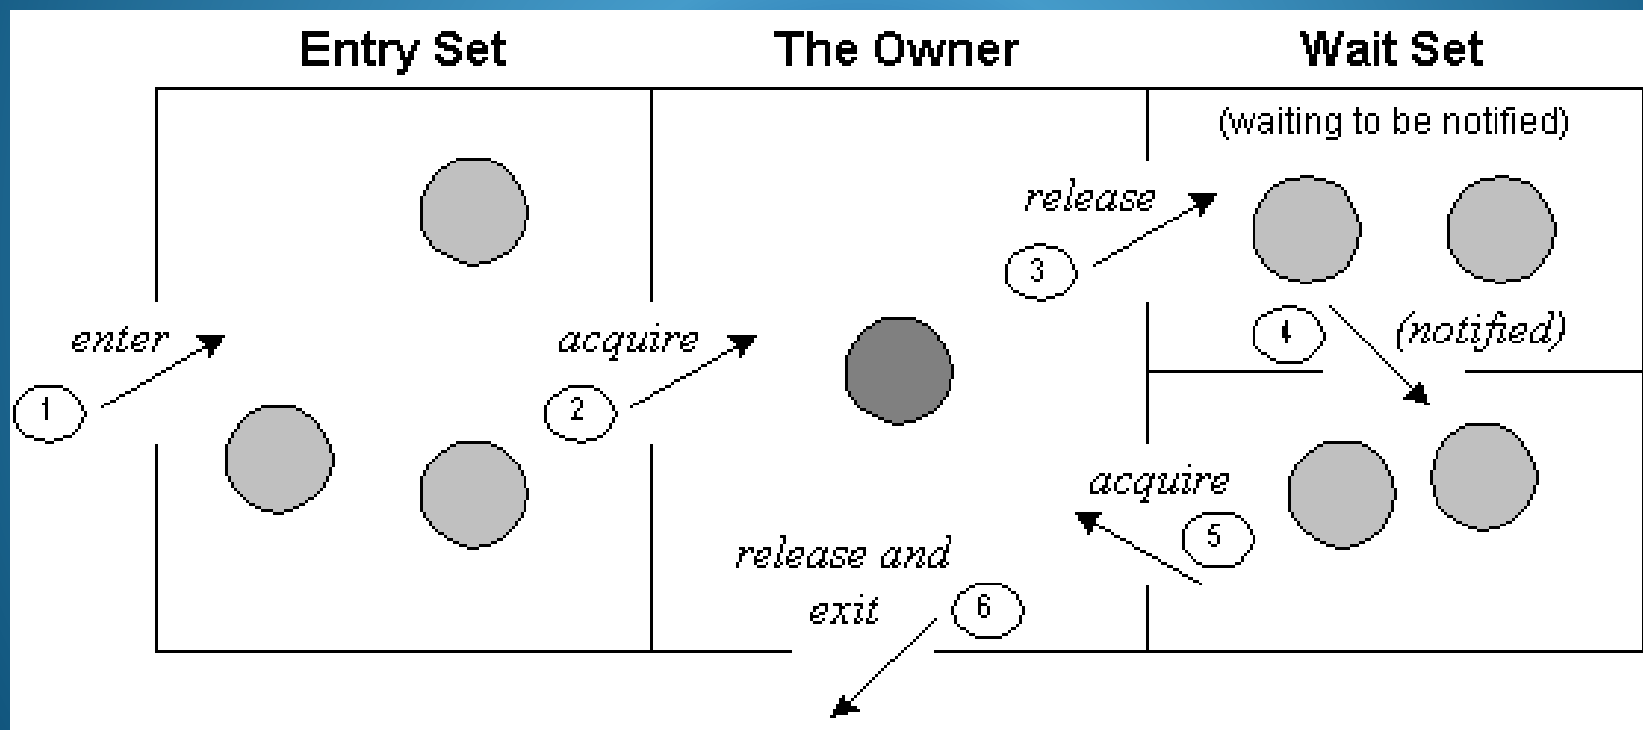 Entry Set
The Owner
Wait Set
(waiting to be notified)
enter
1
acquire
2
release
3
4
(notified)
acquire
5
release and
exit
6